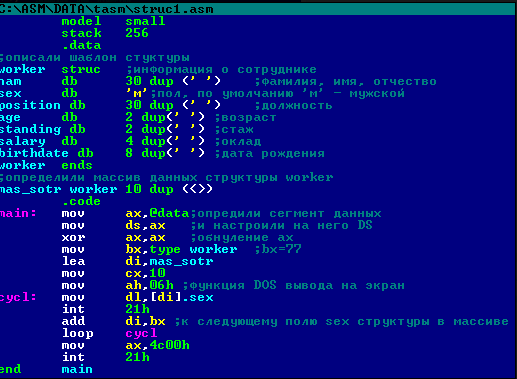 C:\ASM\DATA\tasm\struc1.asm
model small
stack 256
.data
;описали шаблон стуктуры
worker struc ;информация о сотруднике
nam db 30 dup (' ') ;фамилия, имя, отчество
sex db 'м';пол, по умолчанию 'м' - мужской
position db 30 dup (' ') ;должность
age db 2 dup(' ') ;возраст
standing db 2 dup(' ') ;стаж
salary db 4 dup(' ') ;оклад
birthdate db 8 dup(' ') ;дата рождения
worker ends
;определили массив данных структуры worker
mas_sotr worker 10 dup (<>)
.code
main: mov ax,@data;опредили сегмент данных
mov ds,ax ;и настроили на него DS
xor ax,ax ;обнуление ax
mov bx,type worker ;bx=77
lea di,mas_sotr
mov cx,10
mov ah,06h ;функция DOS вывода на экран
cycl: mov dl,[di].sex
int 21h
add di,bx ;к следующему полю sex структуры в массиве
loop cycl
mov ax,4c00h
int 21h
end main